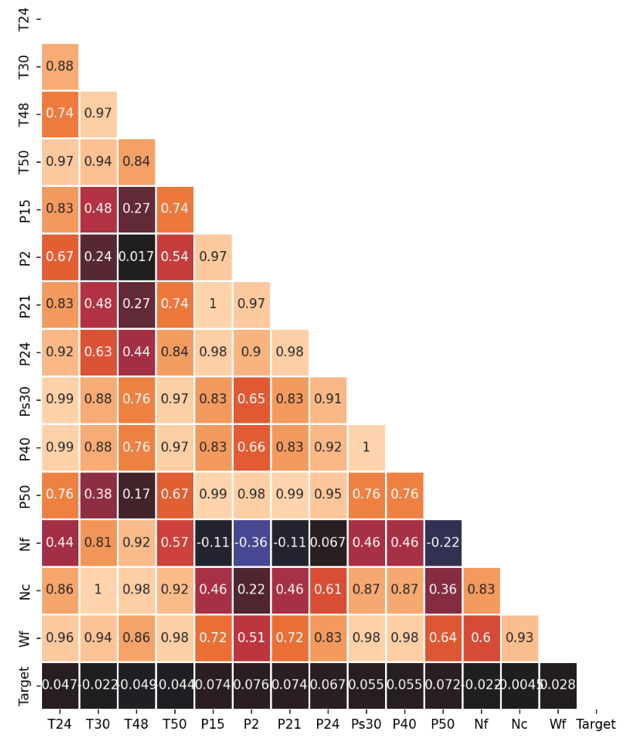 T24
T30 0.88
T48 0.74 0.97
T50 0.97 0.94 0.84
P15 0.83 0.48 0.27 0.74
P2 0.67 0.24 0.017 0.54 0.97
P21 0.83 0.48 0.27 0.74 1 0.97
P24 0.92 0.63 0.44 0.84 0.98 0.9 0.98
Ps30 0.99 0.88 0.76 0.97 0.83 0.65 0.83 0.91
P40 0.99 0.88 0.76 0.97 0.83 0.66 0.83 0.92 1
P50 0.76 0.38 0.17 0.67 0.99 0.98 0.99 0.95 0.76 0.76
Nf 0.44 0.81 0.92 0.57 -0.11 -0.36 -0.11 0.067 0.46 0.46 -0.22
Nc 0.86 1 0.98 0.92 0.46 0.22 0.46 0.61 0.87 0.87 0.36 0.83
Wf 0.96 0.94 0.86 0.98 0.72 0.51 0.72 0.83 0.98 0.98 0.64 0.6 0.93
Target -0.022 -0.049 -0.044 0.074 0.076 0.074 0.067 0.055 0.055 0.072 -0.022 0.028
T24 T30 T48 T50 P15 P2 P21 P24 Ps30 P40 P50 Nf Nc Wf Target